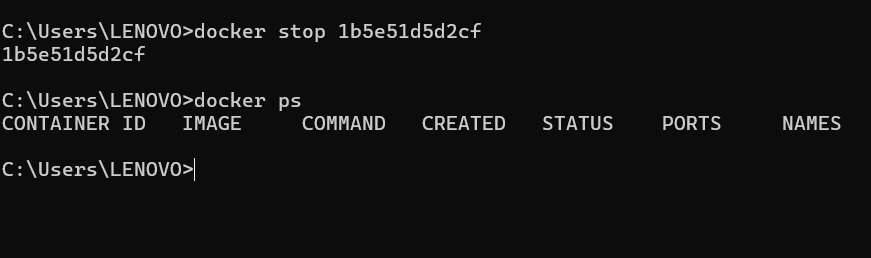 C:\Users\LENOVO>docker stop 1b5e51d5d2cf
1b5e51d5d2cf
C:\Users\LENOVO>docker ps
CONTAINER ID   IMAGE     COMMAND   CREATED   STATUS    PORTS     NAMES
C:\Users\LENOVO>